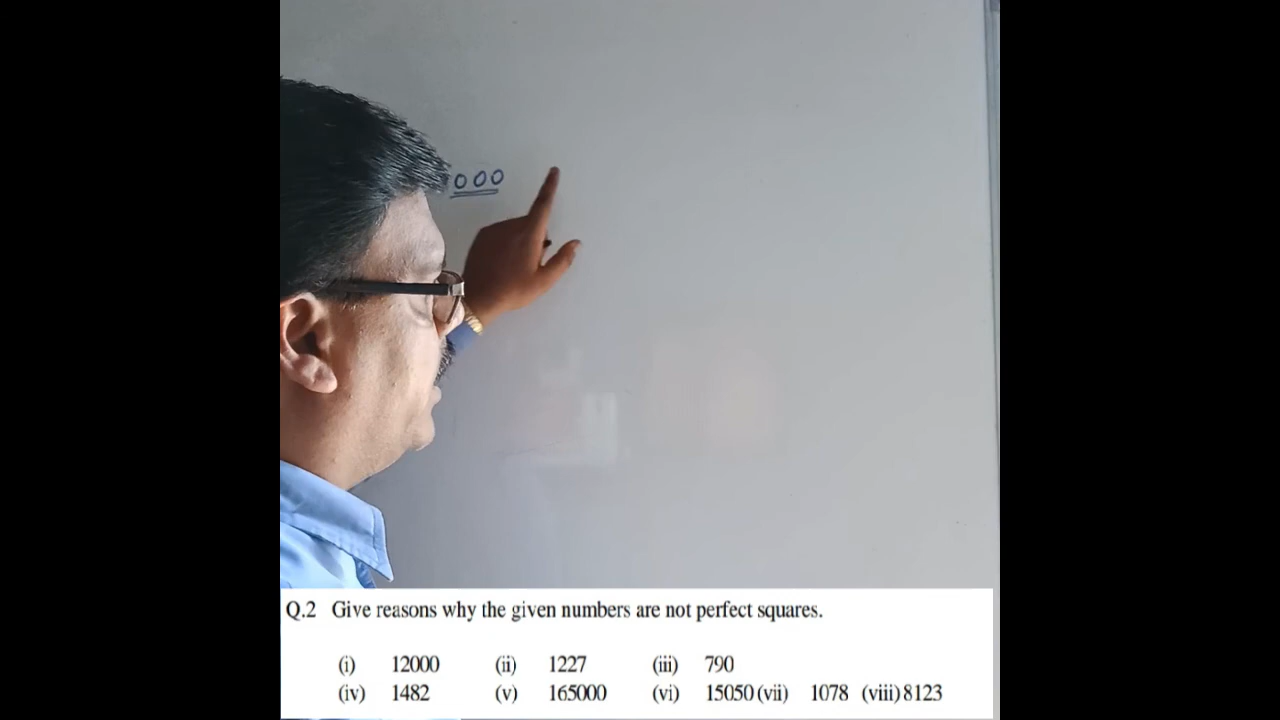 000
Q.2 Give reasons why the given numbers are not perfect squares.
(i) 12000 (ii) 1227 (iii) 790
(iv) 1482 (v) 165000 (vi) 15050 (vii) 1078 (viii) 8123